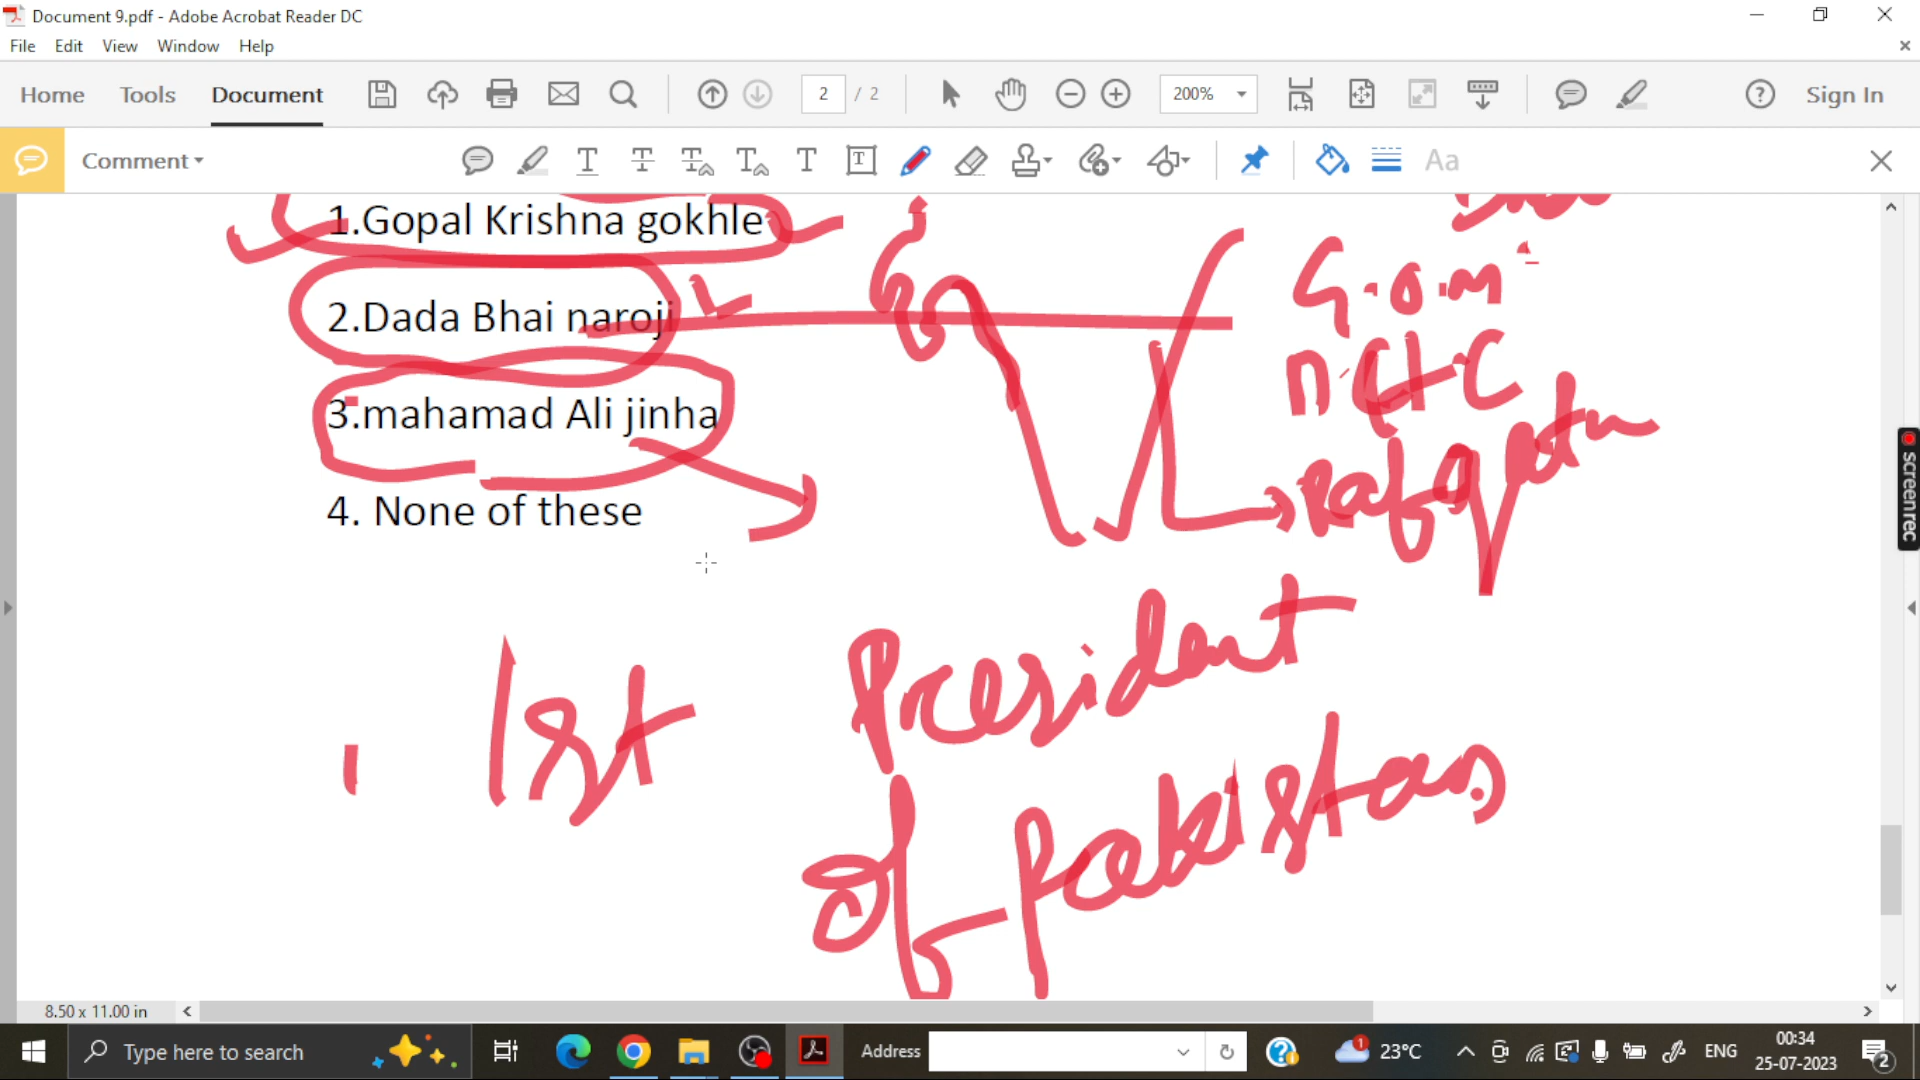 Document 9.pdf - Adobe Acrobat Reader DC
File Edit View Window Help
Home Tools Document 2 / 2 200% Sign In
Comment T T T T T T Aa
1.Gopal Krishna gokhle
2.Dada Bhai naroji
3.mahamad Ali jinha
4. None of these
G.O.M
1st President
of Pakistan
screenrec
8.50 x 11.00 in
Type here to search Address 23°C ENG 00:34
25-07-2023 2